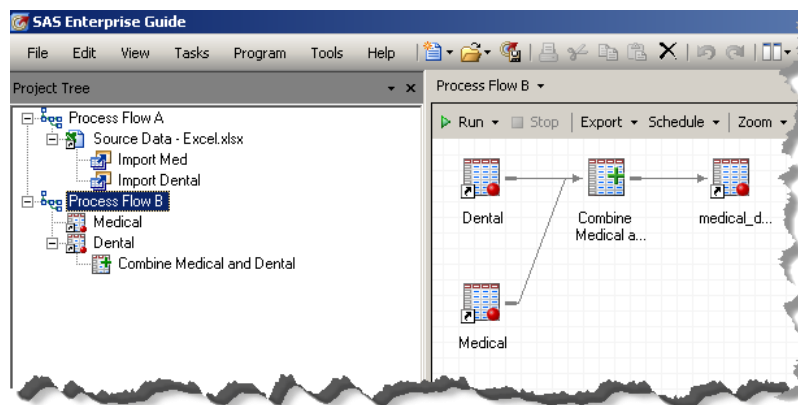 SAS Enterprise Guide
File Edit View Tasks Program Tools Help
Project Tree
Process Flow A
Source Data - Excel.xlsx
Import Med
Import Dental
Process Flow B
Medical
Dental
Combine Medical and Dental
Process Flow B
Run Stop Export Schedule Zoom
Dental
Combine
Medical a...
medical_d...
Medical